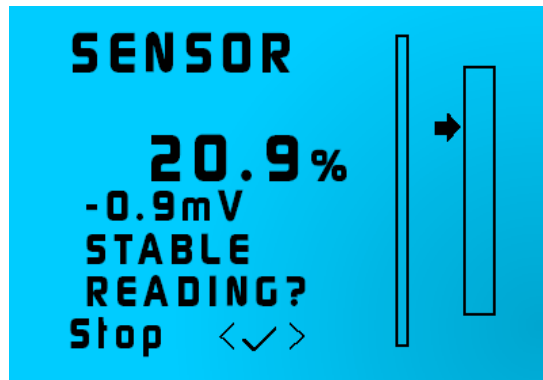 SENSOR
20.9%
-0.9mV
STABLE
READING?
Stop <✓>